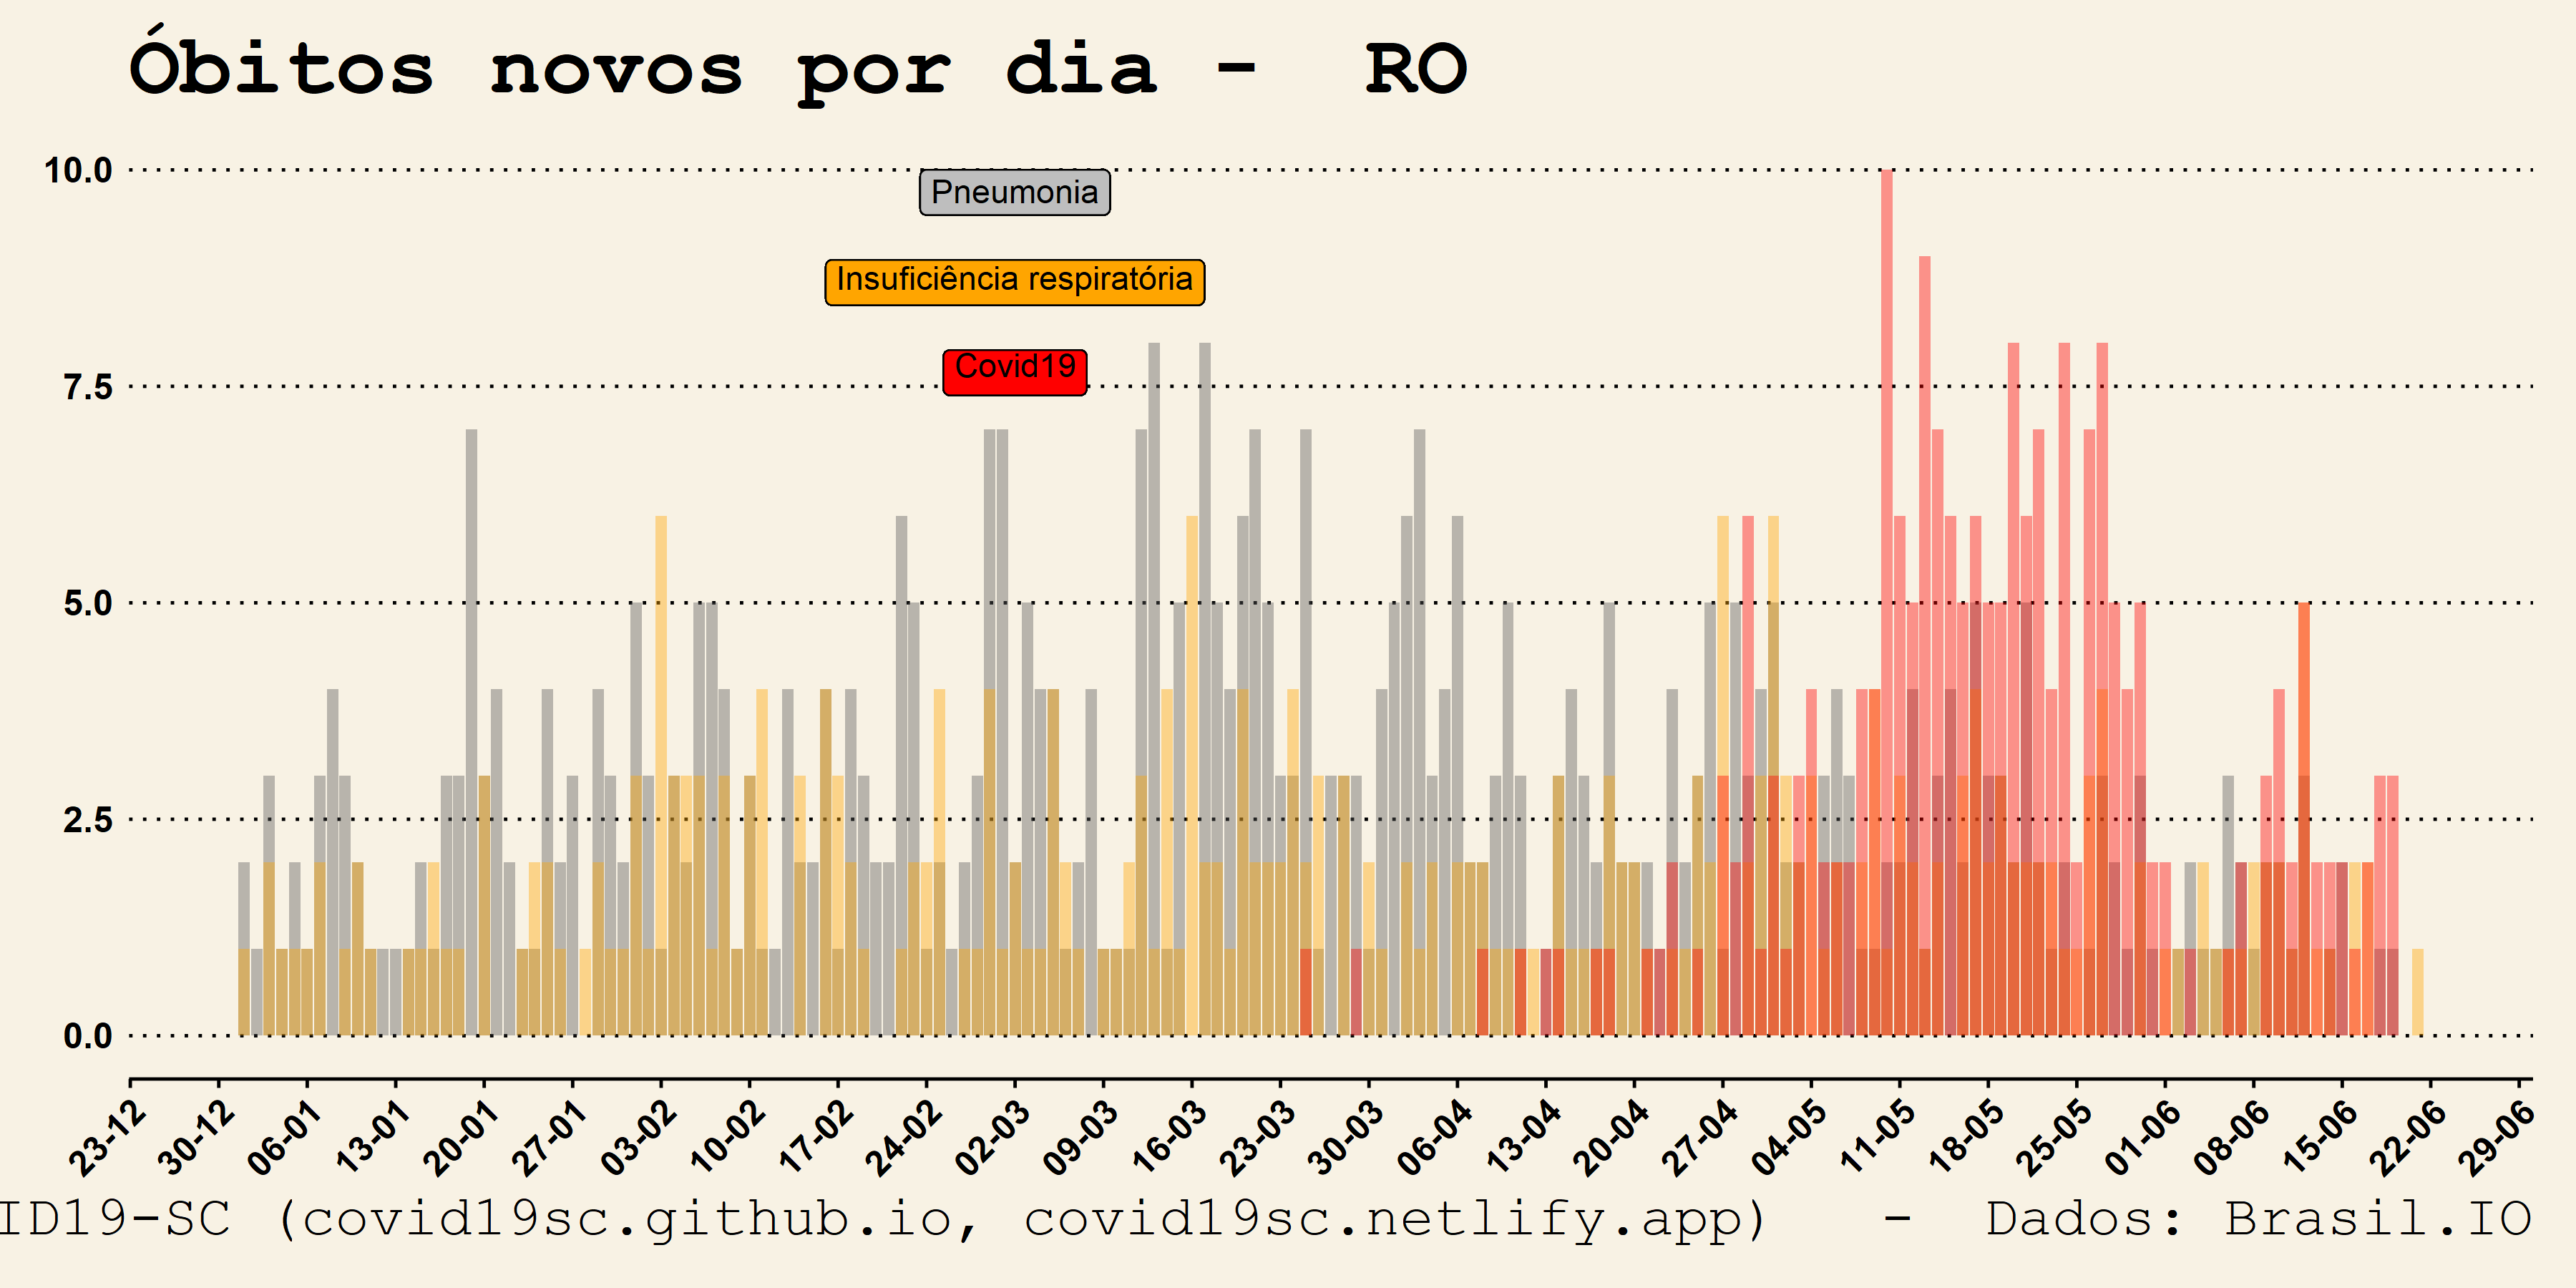 Óbitos novos por dia - RO
10.0
Pneumonia
Insuficiência respiratória
Covid19
7.5
5.0
2.5
0.0
23-12 30-12 06-01 13-01 20-01 27-01 03-02 10-02 17-02 24-02 02-03 09-03 16-03 23-03 30-03 06-04 13-04 20-04 27-04 04-05 11-05 18-05 25-05 01-06 08-06 15-06 22-06 29-06
ID19-SC (covid19sc.github.io, covid19sc.netlify.app) - Dados: Brasil.IO